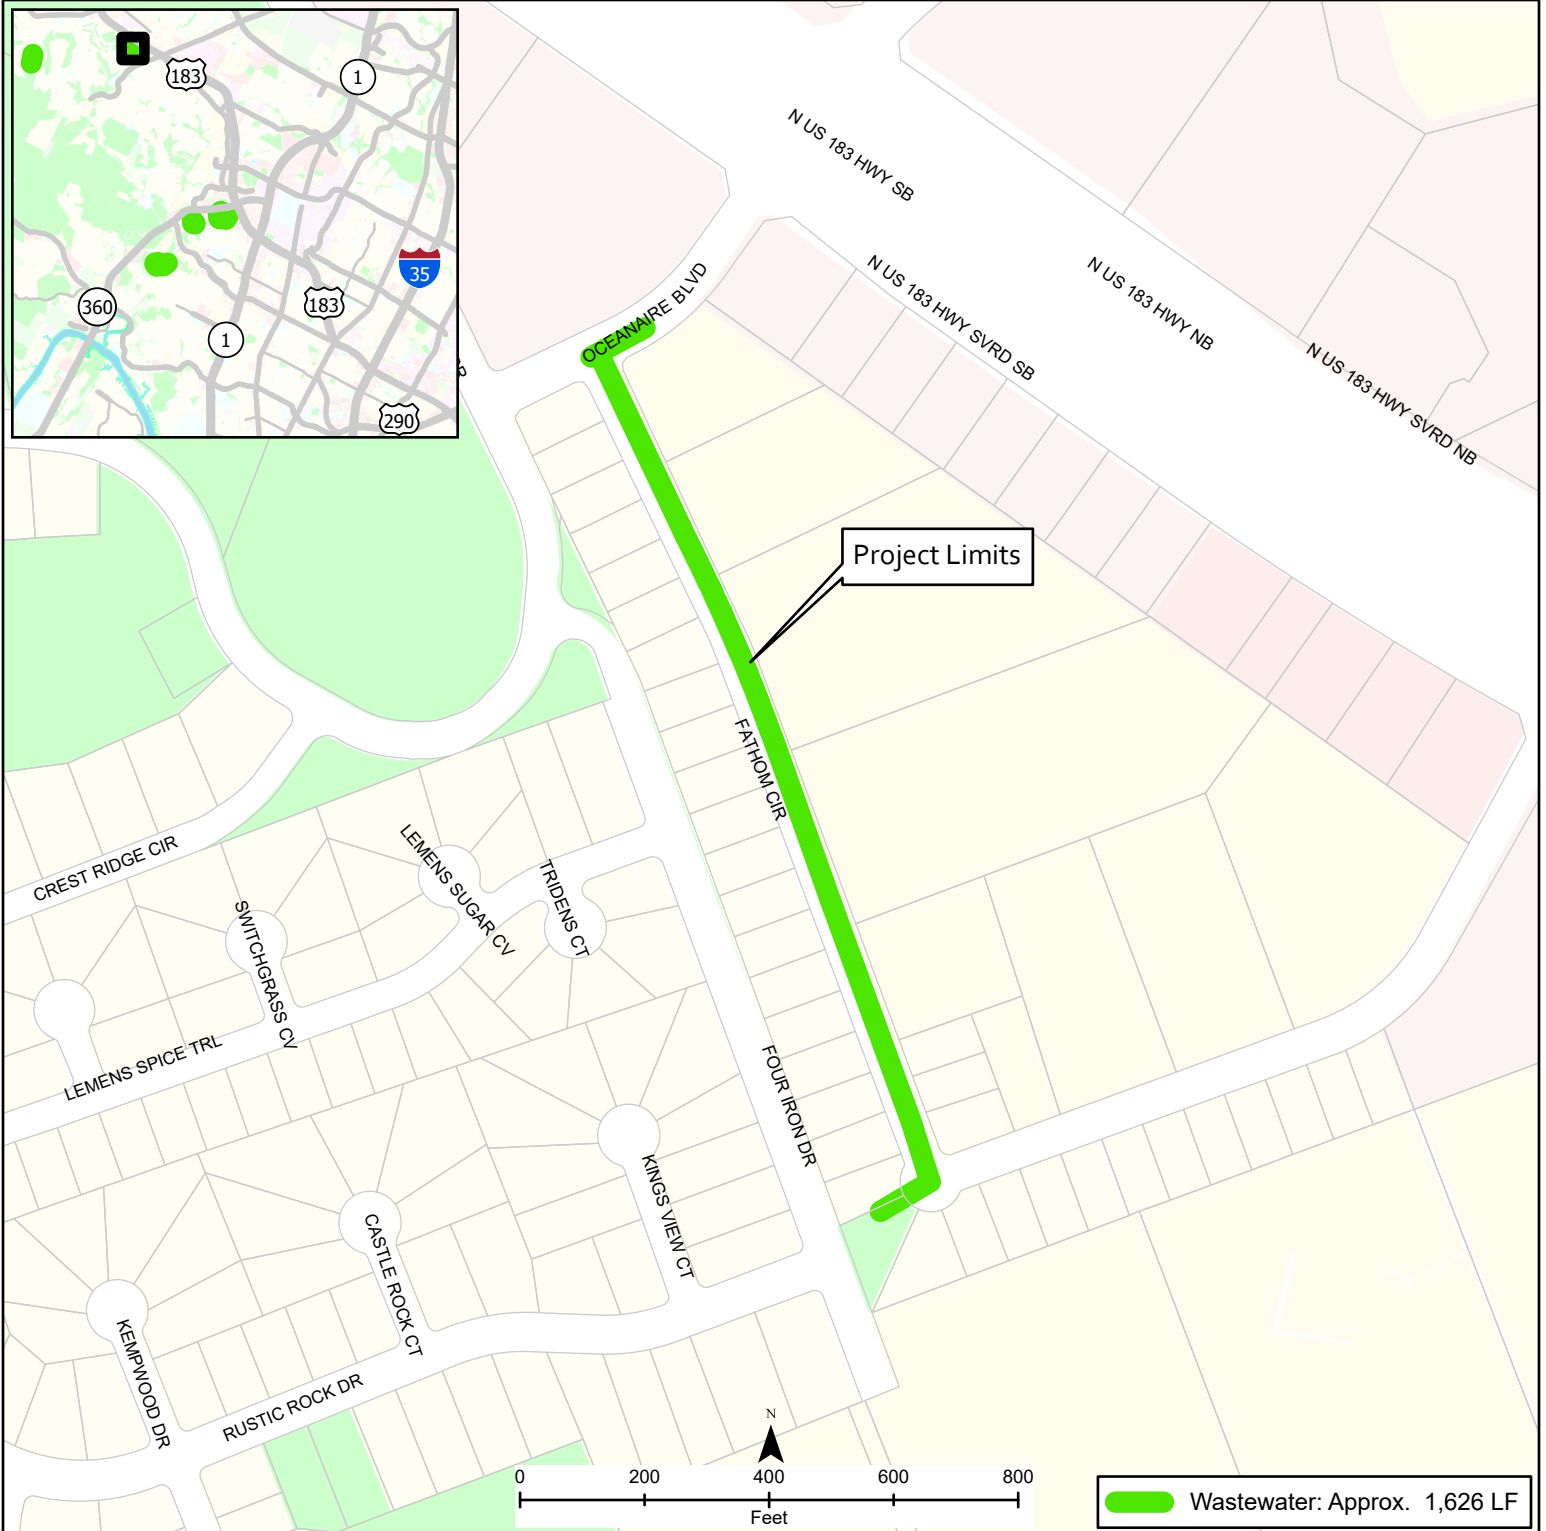 183
1
35
360
183
1
290
N US 183 HWY SB
N US 183 HWY SVRD SB
N US 183 HWY NB
N US 183 HWY SVRD NB
OCEANAIRE BLVD
Project Limits
FATHOM CIR
CREST RIDGE CIR
LEMENS SUGAR CV
TRIDENS CT
SWITCHGRASS CV
LEMENS SPICE TRL
FOUR IRON DR
KINGS VIEW CT
CASTLE ROCK CT
KEMPWOOD DR
RUSTIC ROCK DR
N
0 200 400 600 800
Feet
Wastewater: Approx. 1,626 LF